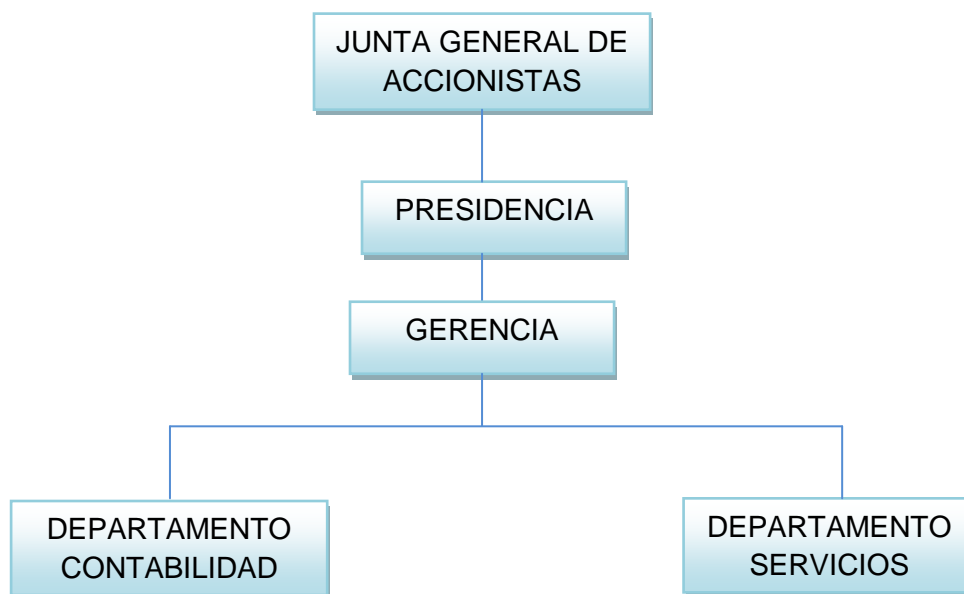 JUNTA GENERAL DE
ACCIONISTAS
PRESIDENCIA
GERENCIA
DEPARTAMENTO
CONTABILIDAD
DEPARTAMENTO
SERVICIOS